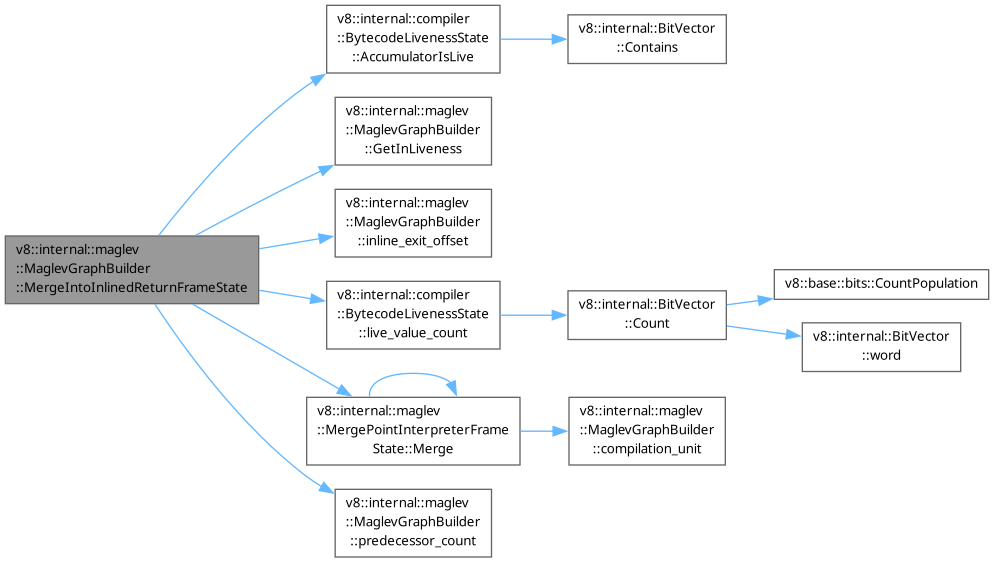 v8::internal::maglev
::MaglevGraphBuilder
::MergeIntoInlinedReturnFrameState
v8::internal::compiler
::BytecodeLivenessState
::AccumulatorIsLive
v8::internal::BitVector
::Contains
v8::internal::maglev
::MaglevGraphBuilder
::GetInLiveness
v8::internal::maglev
::MaglevGraphBuilder
::inline_exit_offset
v8::internal::compiler
::BytecodeLivenessState
::live_value_count
v8::internal::BitVector
::Count
v8::base::bits::CountPopulation
v8::internal::BitVector
::word
v8::internal::maglev
::MergePointInterpreterFrame
State::Merge
v8::internal::maglev
::MaglevGraphBuilder
::compilation_unit
v8::internal::maglev
::MaglevGraphBuilder
::predecessor_count